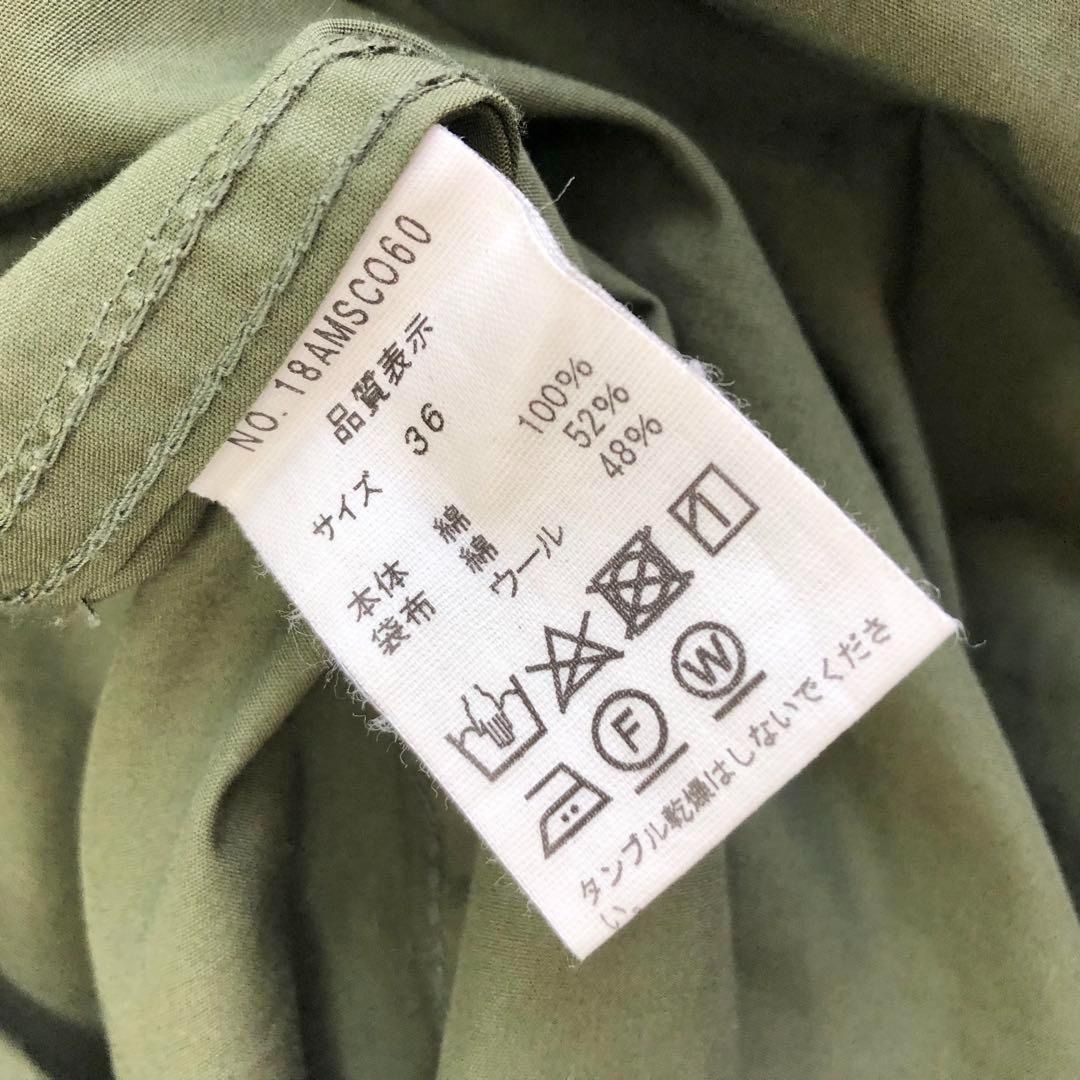 NO.18AMSCO60
品質表示
サイズ 36
本体 綿 100%
袋布 綿 52%
ウール 48%
F W
タンブル乾燥はしないでくださ
い。